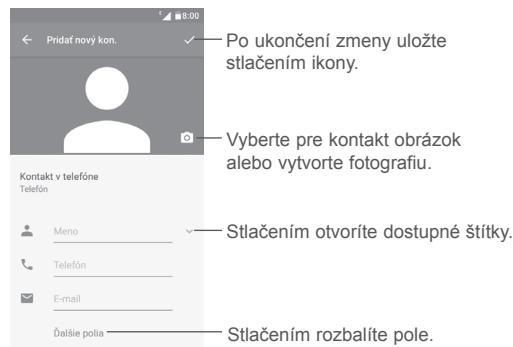 8:00
Pridať nový kon.
Po ukončení zmeny uložte
stlačením ikony.
Vyberte pre kontakt obrázok
alebo vytvorte fotografiu.
Kontakt v telefóne
Telefón
Meno
Stlačením otvoríte dostupné štítky.
Telefón
E-mail
Ďalšie polia
Stlačením rozbalíte pole.